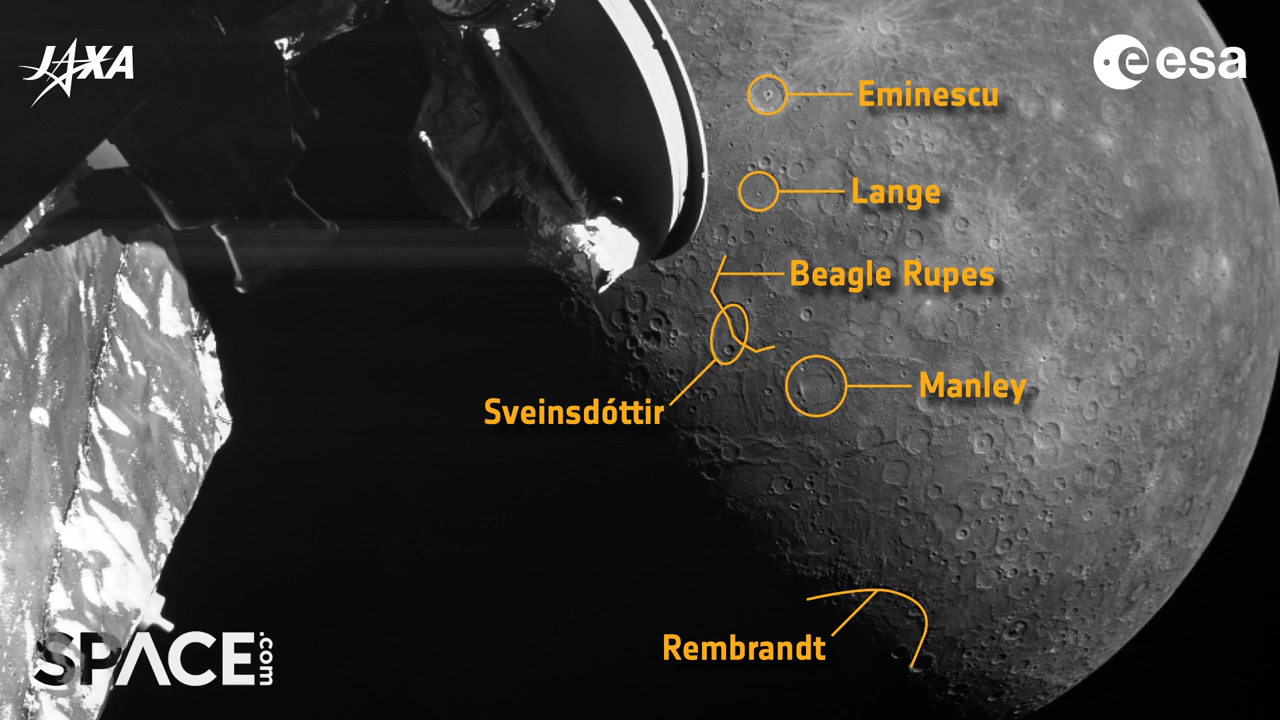 JAXA
esa
Eminescu
Lange
Beagle Rupes
Sveinsdóttir
Manley
Rembrandt
SPACE.com